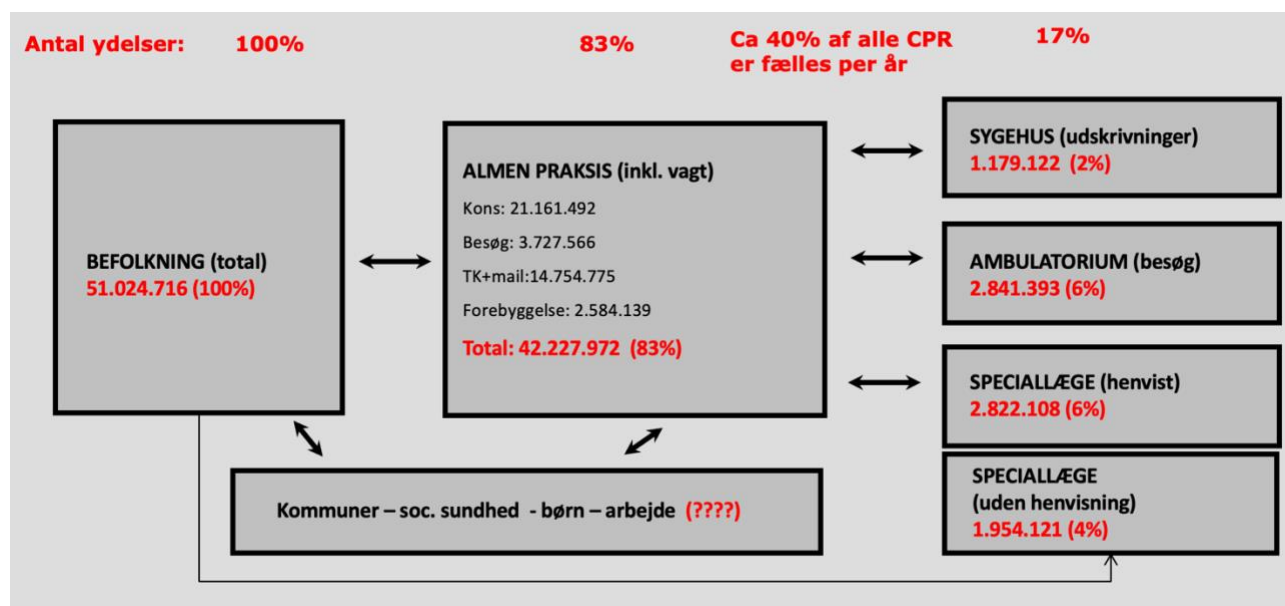 Antal ydelser: 100% 83% Ca 40% af alle CPR 17%
er fælles per år
BEFOLKNING (total)
51.024.716 (100%)
ALMEN PRAKSIS (inkl. vagt)
Kons: 21.161.492
Besøg: 3.727.566
TK+mail:14.754.775
Forebyggelse: 2.584.139
Total: 42.227.972 (83%)
SYGEHUS (udskrivninger)
1.179.122 (2%)
AMBULATORIUM (besøg)
2.841.393 (6%)
SPECIALLÆGE (henvist)
2.822.108 (6%)
SPECIALLÆGE
(uden henvisning)
1.954.121 (4%)
Kommuner – soc. sundhed - børn – arbejde (????)